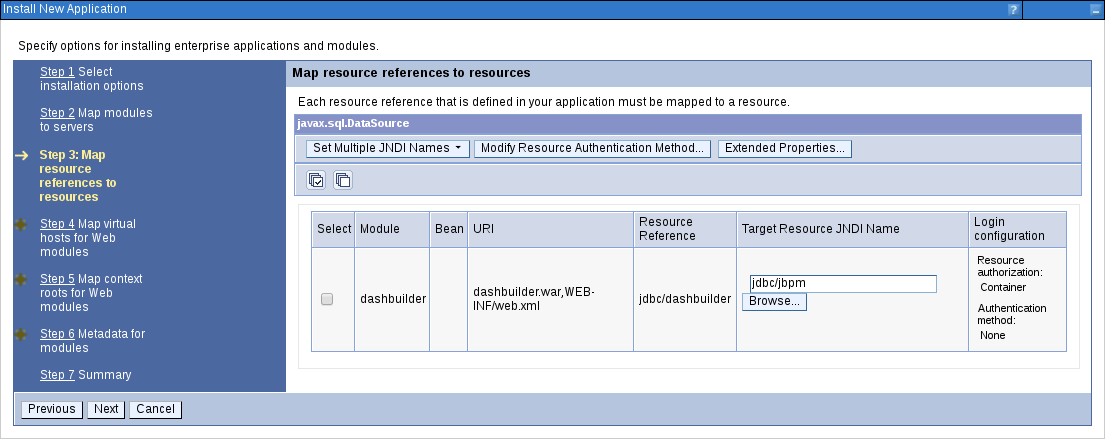 Install New Application
?
Specify options for installing enterprise applications and modules.
Step 1 Select
installation options
Step 2 Map modules
to servers
Step 3: Map
resource
references to
resources
Step 4 Map virtual
hosts for Web
modules
Step 5 Map context
roots for Web
modules
Step 6 Metadata for
modules
Step 7 Summary
Map resource references to resources
Each resource reference that is defined in your application must be mapped to a resource.
javax.sql.DataSource
Set Multiple JNDI Names
Modify Resource Authentication Method...
Extended Properties...
Select
Module
Bean
URI
Resource
Reference
Target Resource JNDI Name
Login
configuration
dashbuilder
dashbuilder.war,WEB-
INF/web.xml
jdbc/dashbuilder
jdbc/jbpm
Browse...
Resource
authorization:
Container
Authentication
method:
None
Previous
Next
Cancel